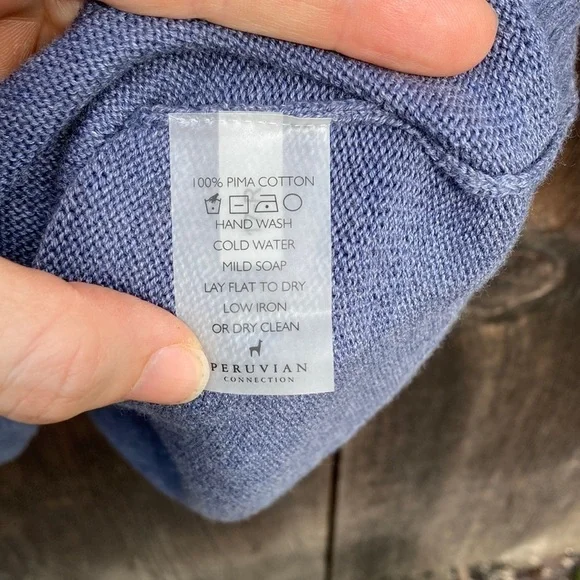 100% PIMA COTTON
HAND WASH
COLD WATER
MILD SOAP
LAY FLAT TO DRY
LOW IRON
OR DRY CLEAN
PERUVIAN
CONNECTION